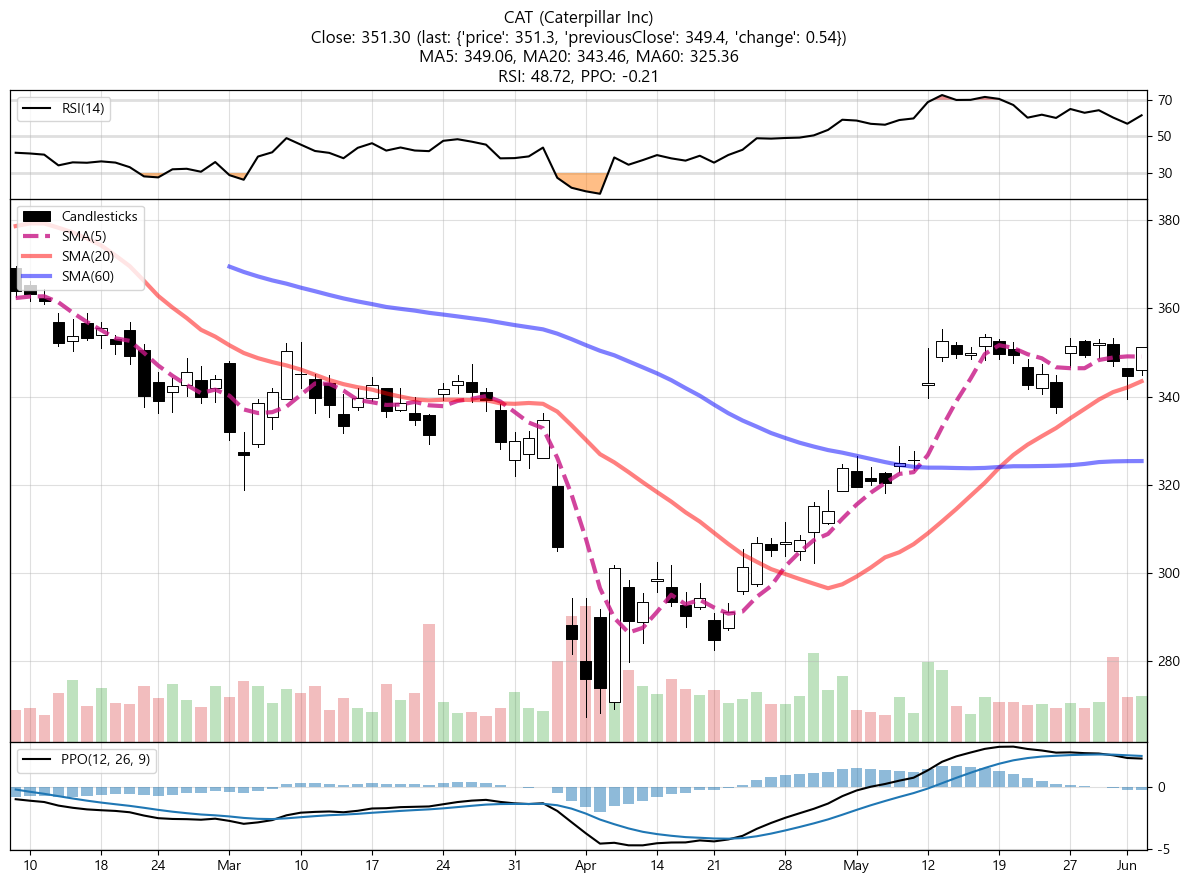 CAT (Caterpillar Inc)
Close: 351.30 (last: {'price': 351.3, 'previousClose': 349.4, 'change': 0.54})
MA5: 349.06, MA20: 343.46, MA60: 325.36
RSI: 48.72, PPO: -0.21
RSI(14)
70
50
30
Candlesticks
SMA(5)
SMA(20)
SMA(60)
380
360
340
320
300
280
PPO(12, 26, 9)
0
-5
10 18 24 Mar 10 17 24 31 Apr 14 21 28 May 12 19 27 Jun